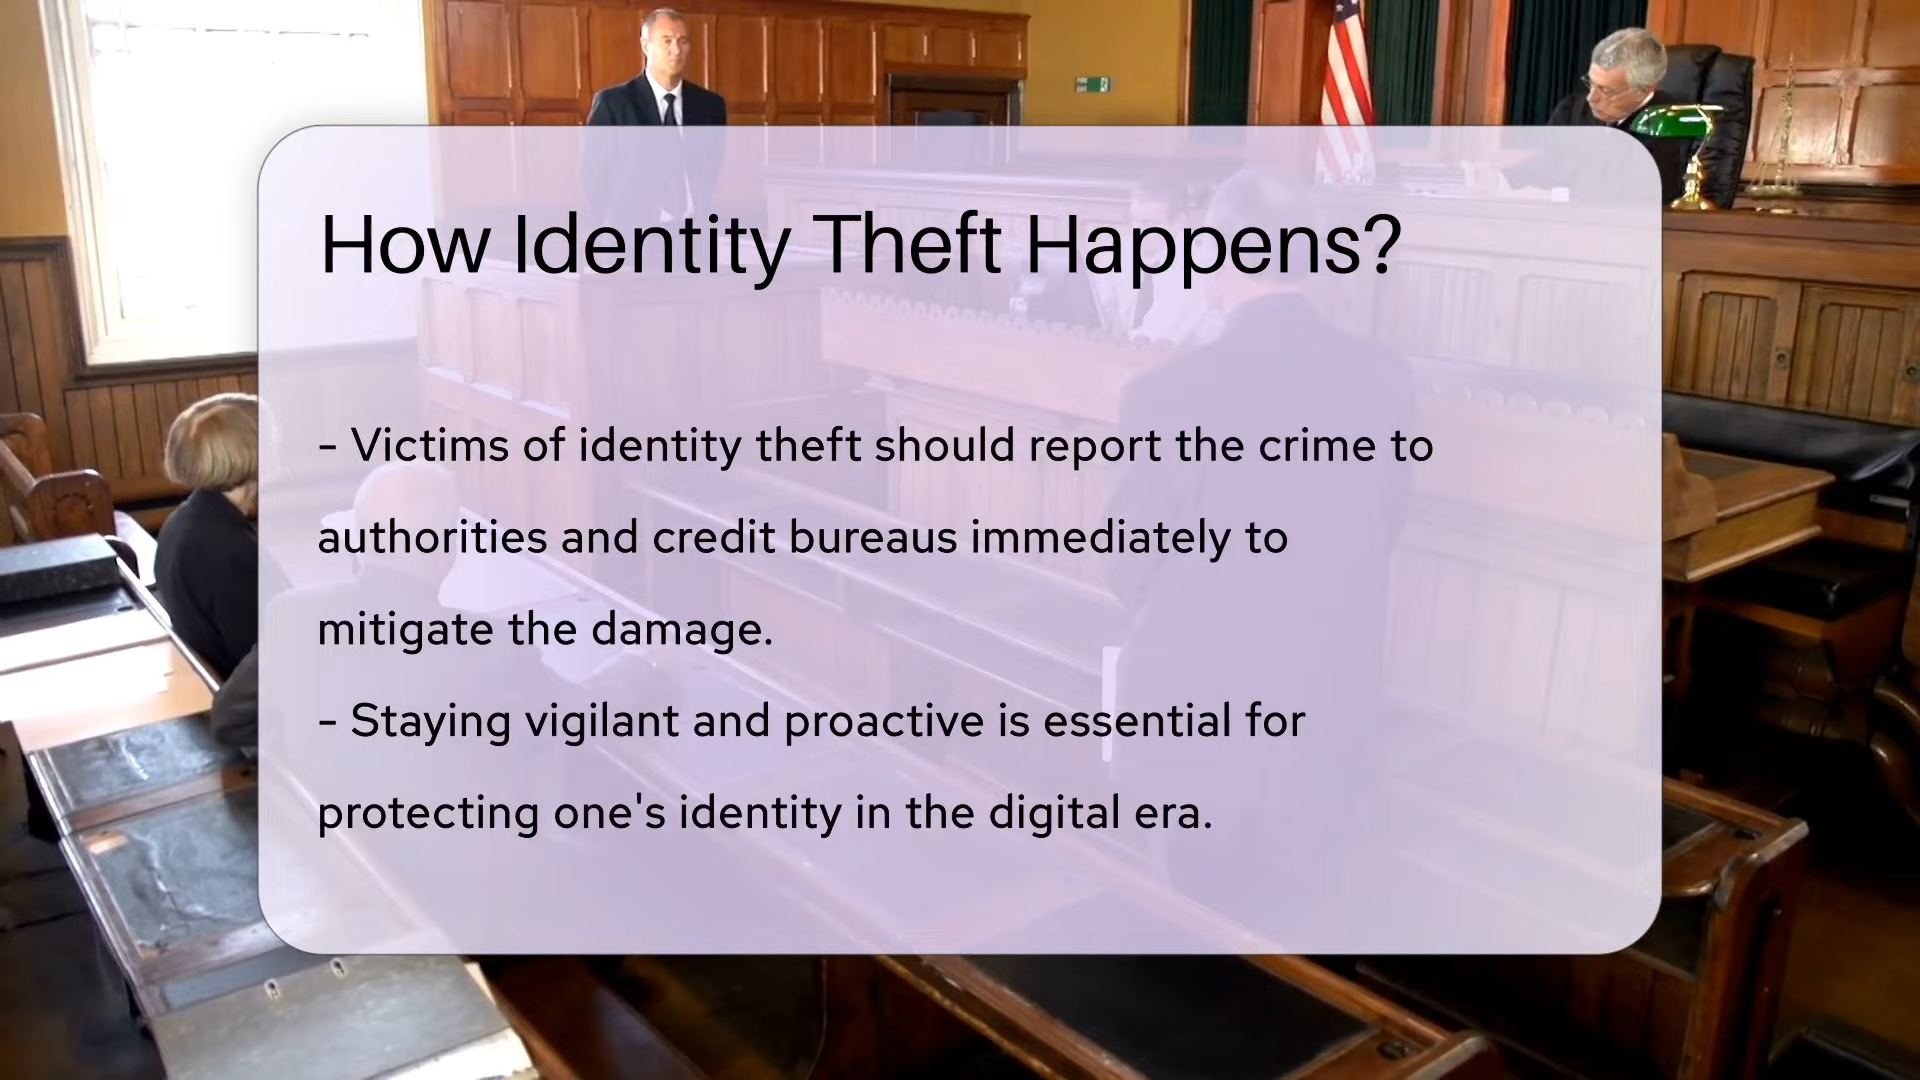 How Identity Theft Happens?
- Victims of identity theft should report the crime to
authorities and credit bureaus immediately to
mitigate the damage.
- Staying vigilant and proactive is essential for
protecting one's identity in the digital era.